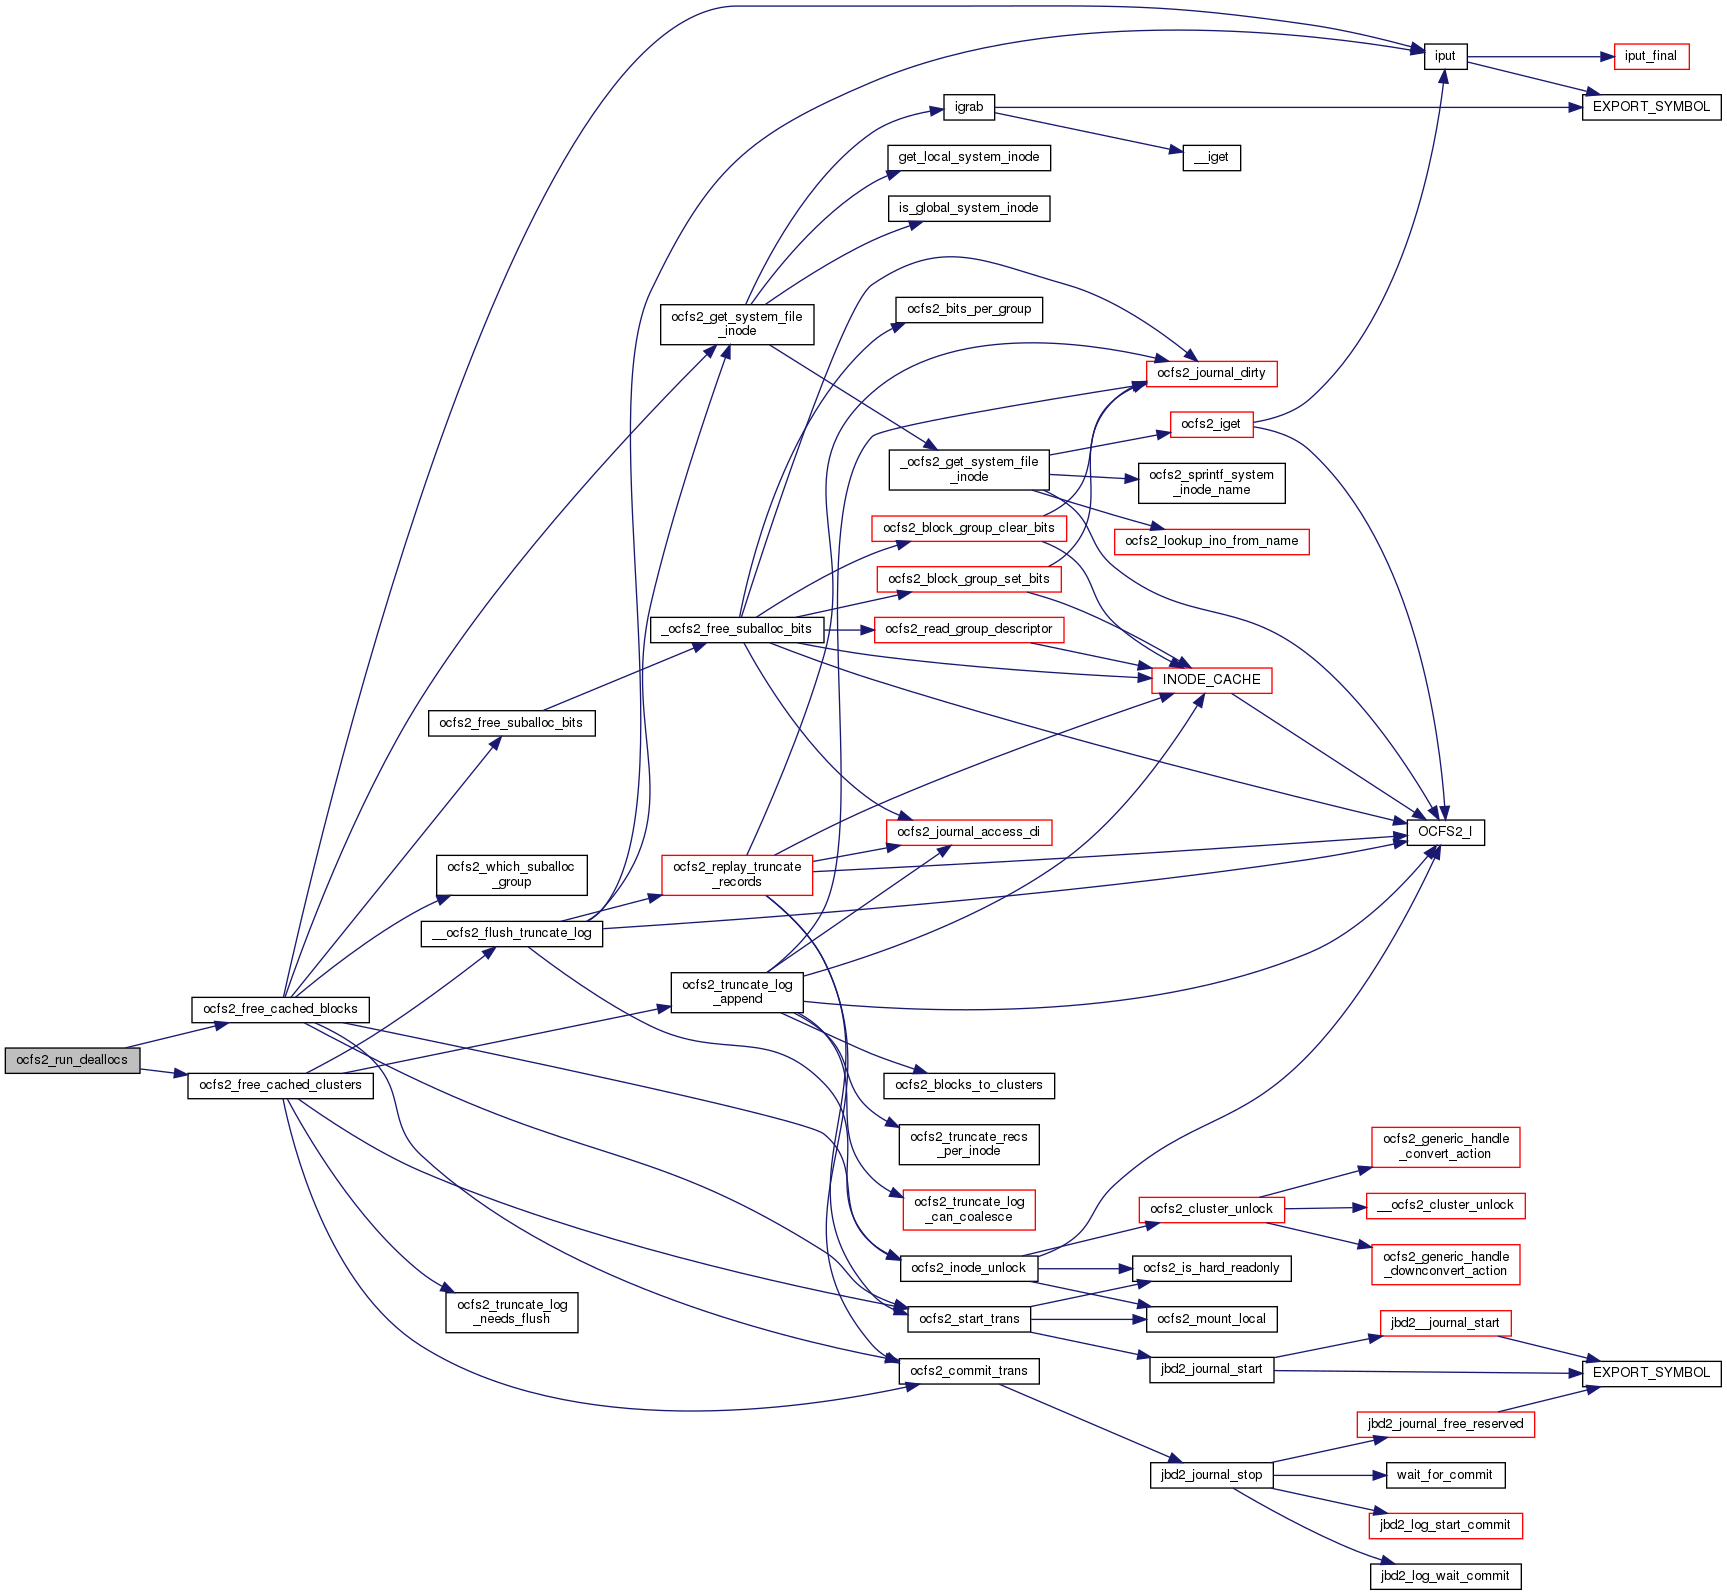 iput
iput_final
EXPORT_SYMBOL
igrab
get_local_system_inode
__iget
is_global_system_inode
ocfs2_get_system_file
_inode
ocfs2_bits_per_group
ocfs2_journal_dirty
ocfs2_iget
_ocfs2_get_system_file
_inode
ocfs2_sprintf_system
_inode_name
ocfs2_block_group_clear_bits
ocfs2_lookup_ino_from_name
ocfs2_block_group_set_bits
_ocfs2_free_suballoc_bits
ocfs2_read_group_descriptor
INODE_CACHE
ocfs2_free_suballoc_bits
ocfs2_journal_access_di
OCFS2_I
ocfs2_which_suballoc
_group
ocfs2_replay_truncate
_records
__ocfs2_flush_truncate_log
ocfs2_truncate_log
_append
ocfs2_free_cached_blocks
ocfs2_run_deallocs
ocfs2_free_cached_clusters
ocfs2_blocks_to_clusters
ocfs2_truncate_recs
_per_inode
ocfs2_generic_handle
_convert_action
ocfs2_truncate_log
_can_coalesce
ocfs2_cluster_unlock
__ocfs2_cluster_unlock
ocfs2_inode_unlock
ocfs2_is_hard_readonly
ocfs2_generic_handle
_downconvert_action
ocfs2_truncate_log
_needs_flush
ocfs2_start_trans
ocfs2_mount_local
jbd2__journal_start
ocfs2_commit_trans
jbd2_journal_start
EXPORT_SYMBOL
jbd2_journal_free_reserved
jbd2_journal_stop
wait_for_commit
jbd2_log_start_commit
jbd2_log_wait_commit